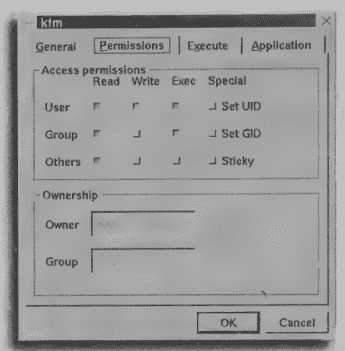 kfm
General Permissions Execute Application
Access permissions
Read Write Exec Special
User Set UID
Group Set GID
Others Sticky
Ownership
Owner
Group
OK Cancel